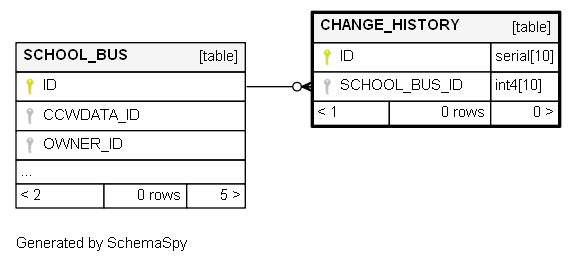 SCHOOL_BUS [table]
ID
CCWDATA_ID
OWNER_ID
...
< 2 0 rows 5 >
CHANGE_HISTORY [table]
ID serial[10]
SCHOOL_BUS_ID int4[10]
< 1 0 rows 0 >
Generated by SchemaSpy